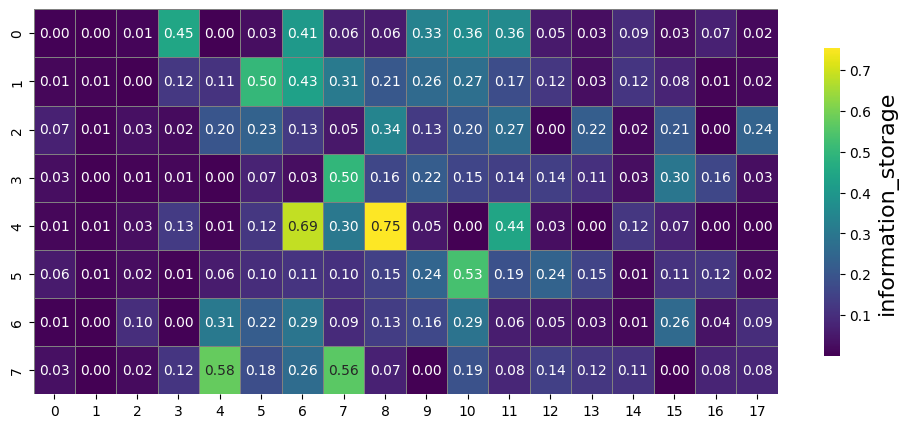 0 0.00 0.00 0.01 0.45 0.00 0.03 0.41 0.06 0.06 0.33 0.36 0.36 0.05 0.03 0.09 0.03 0.07 0.02
1 0.01 0.01 0.00 0.12 0.11 0.50 0.43 0.31 0.21 0.26 0.27 0.17 0.12 0.03 0.12 0.08 0.01 0.02
2 0.07 0.01 0.03 0.02 0.20 0.23 0.13 0.05 0.34 0.13 0.20 0.27 0.00 0.22 0.02 0.21 0.00 0.24
3 0.03 0.00 0.01 0.01 0.00 0.07 0.03 0.50 0.16 0.22 0.15 0.14 0.14 0.11 0.03 0.30 0.16 0.03
4 0.01 0.01 0.03 0.13 0.01 0.12 0.69 0.30 0.75 0.05 0.00 0.44 0.03 0.00 0.12 0.07 0.00 0.00
5 0.06 0.01 0.02 0.01 0.06 0.10 0.11 0.10 0.15 0.24 0.53 0.19 0.24 0.15 0.01 0.11 0.12 0.02
6 0.01 0.00 0.10 0.00 0.31 0.22 0.29 0.09 0.13 0.16 0.29 0.06 0.05 0.03 0.01 0.26 0.04 0.09
7 0.03 0.00 0.02 0.12 0.58 0.18 0.26 0.56 0.07 0.00 0.19 0.08 0.14 0.12 0.11 0.00 0.08 0.08
0 1 2 3 4 5 6 7 8 9 10 11 12 13 14 15 16 17
0.7
0.6
0.5
0.4
0.3
0.2
0.1
information_storage